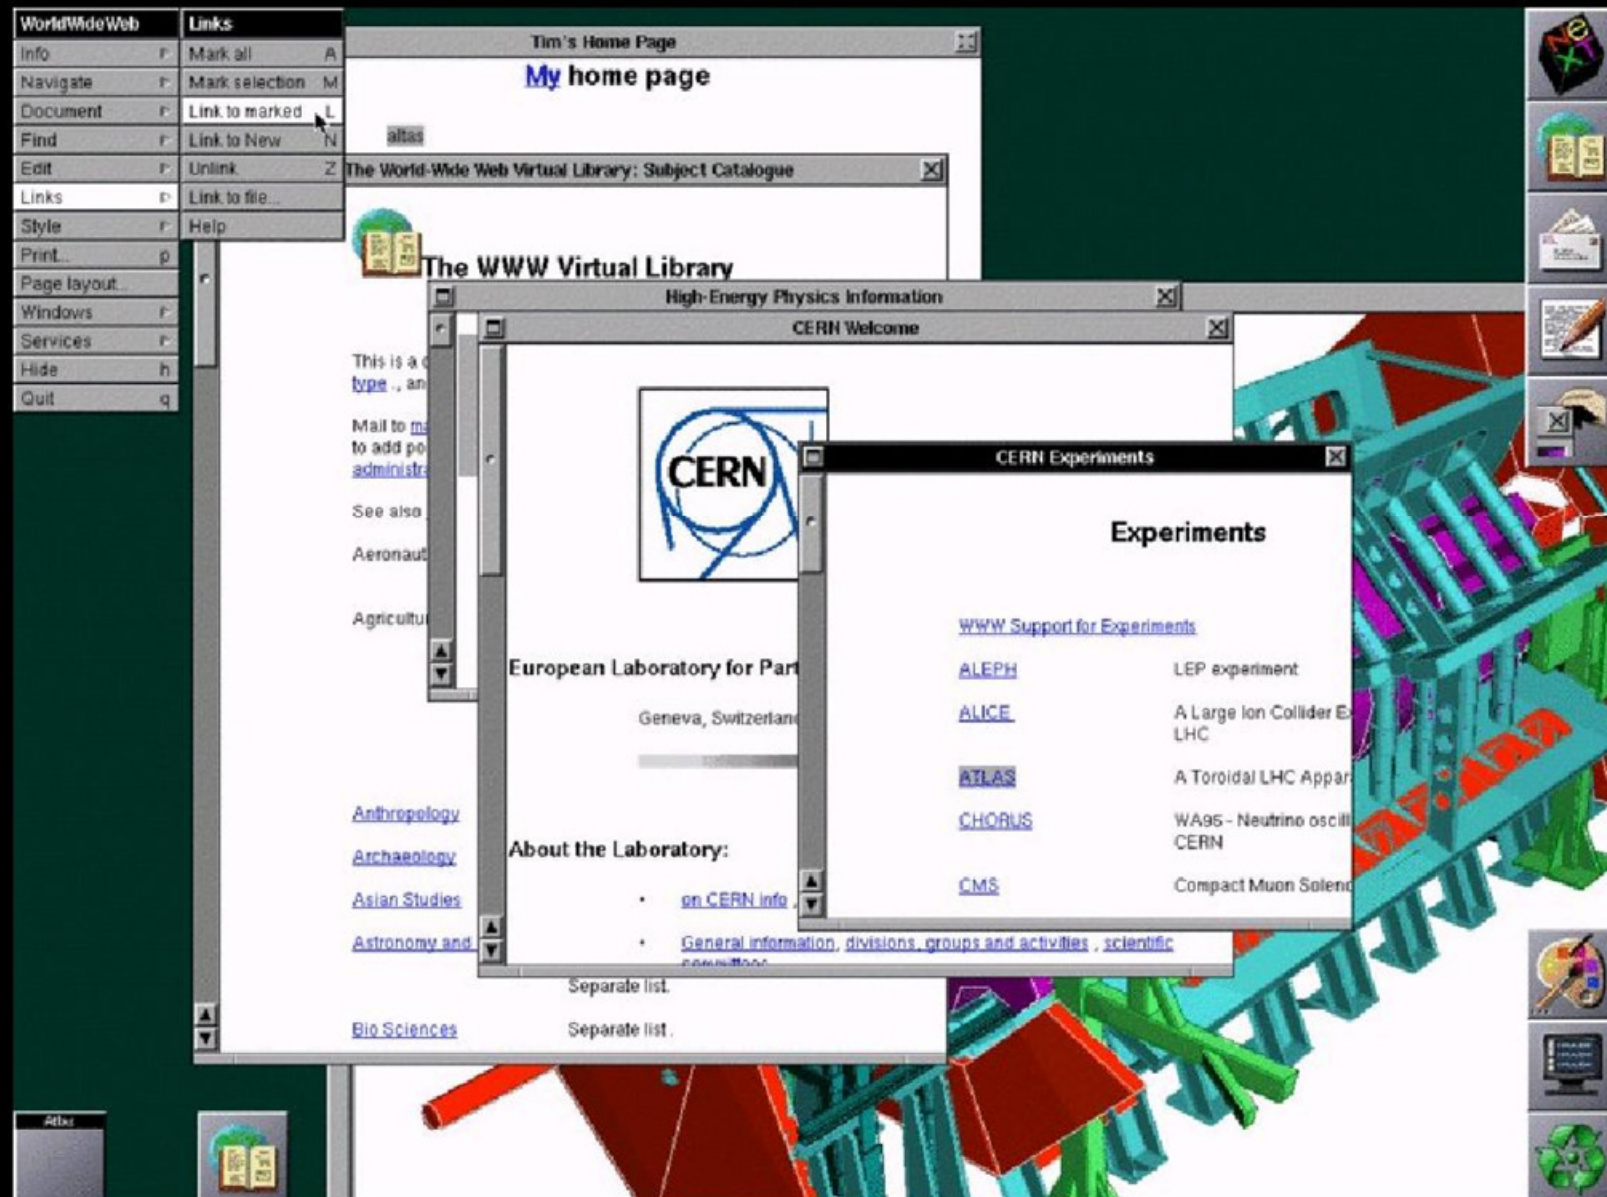 WorldWideWeb
Info
Navigate
Document
Find
Edit
Links
Style
Print... p
Page layout...
Windows
Services
Hide h
Quit q
Links
Mark all A
Mark selection M
Link to marked L
Link to New N
Unlink Z
Link to file...
Help
Tim's Home Page
My home page
altas
The World-Wide Web Virtual Library: Subject Catalogue
The WWW Virtual Library
This is a
type ., an
Mail to
to add po
administr
See also
Aeronaut
Agricultu
Anthropology
Archaeology
Asian Studies
Astronomy and
Separate list.
Bio Sciences Separate list .
High-Energy Physics Information
CERN Welcome
CERN
European Laboratory for Part
Geneva, Switzerland
About the Laboratory:
• on CERN info ,
• General information, divisions, groups and activities , scientific
committees
CERN Experiments
Experiments
WWW Support for Experiments
ALEPH LEP experiment
ALICE A Large Ion Collider Ex
LHC
ATLAS A Toroidal LHC Appar
CHORUS WA95 - Neutrino oscill
CERN
CMS Compact Muon Soleno
NeXT
Atlas